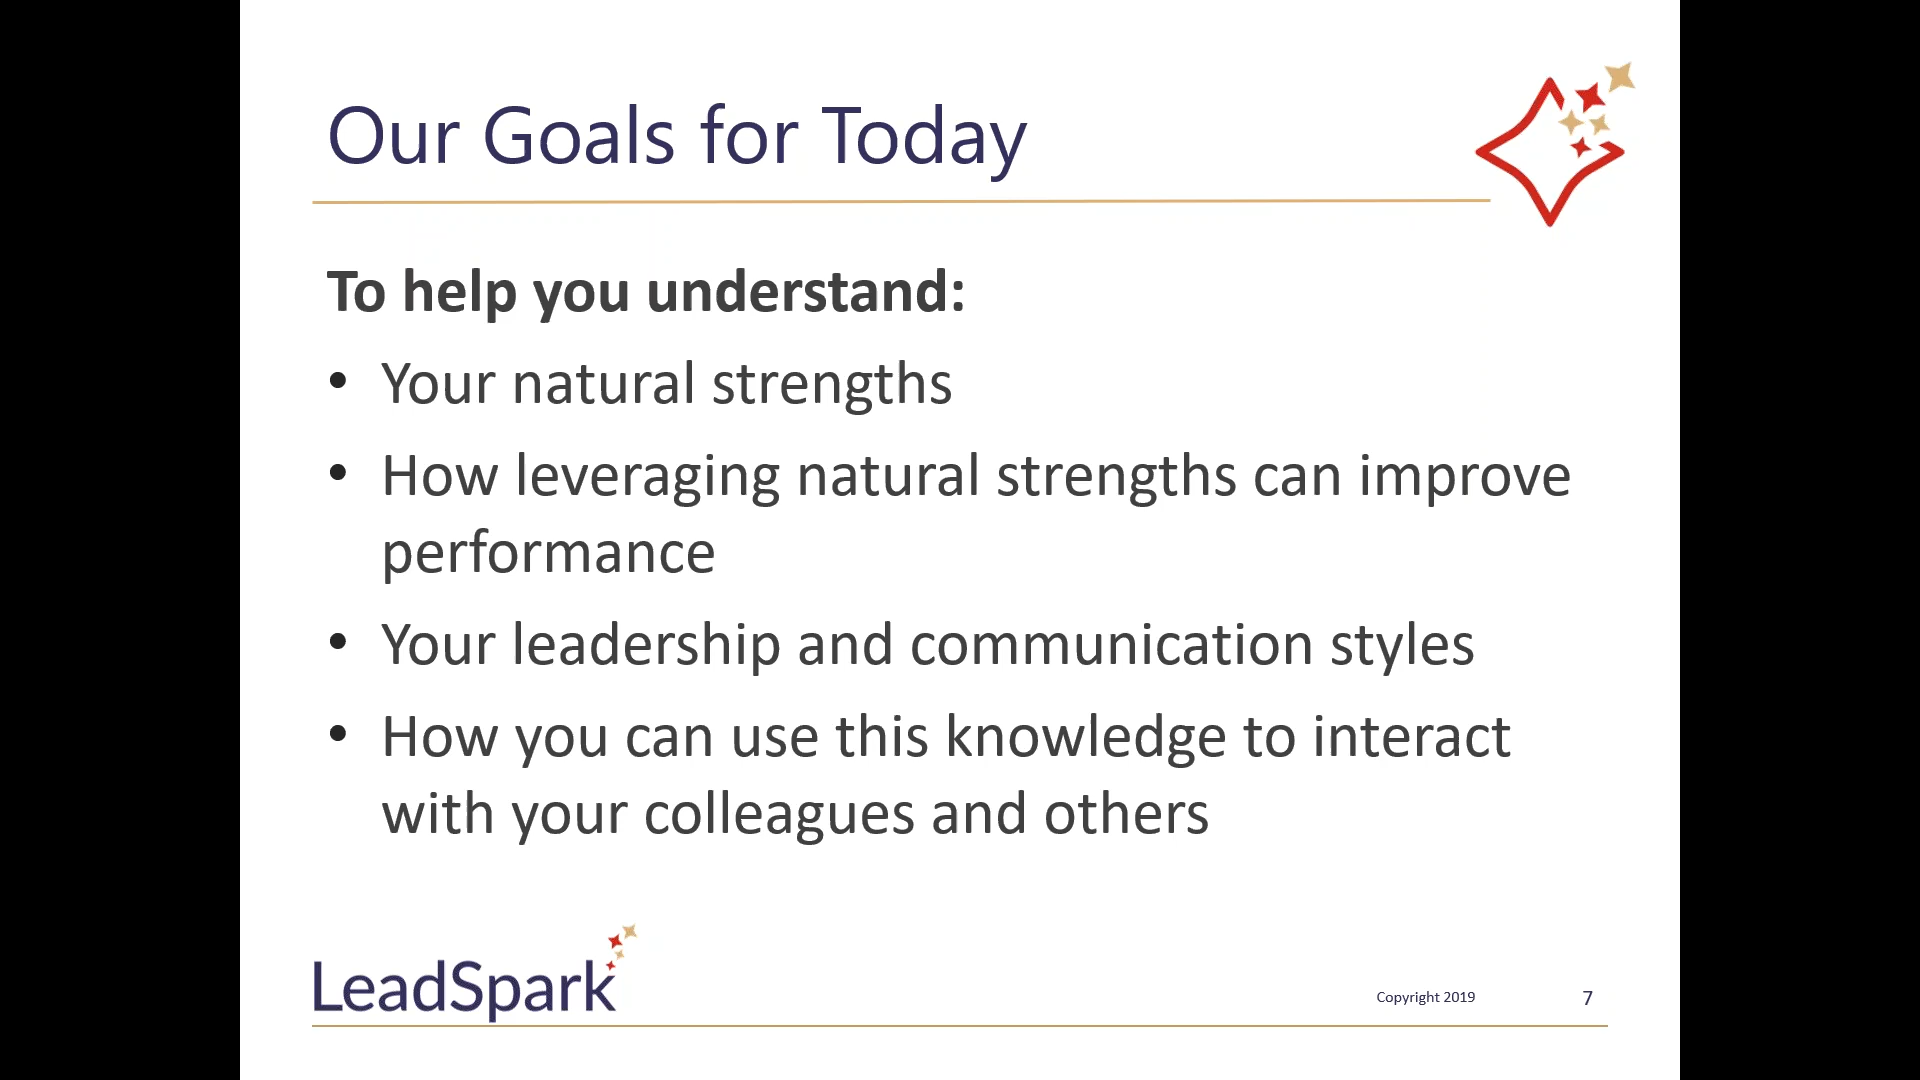 Our Goals for Today
To help you understand:
• Your natural strengths
• How leveraging natural strengths can improve
performance
• Your leadership and communication styles
• How you can use this knowledge to interact
with your colleagues and others
LeadSpark
Copyright 2019
7